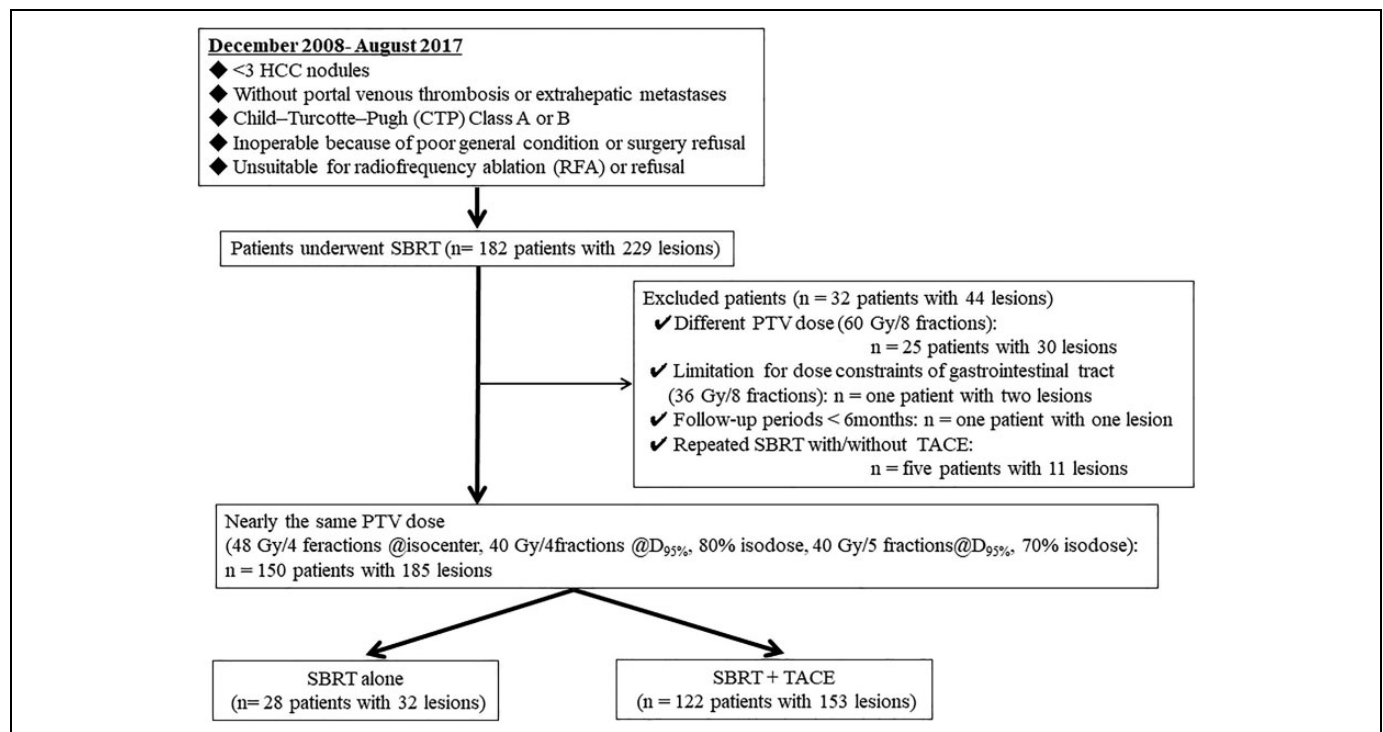 December 2008- August 2017
◆ <3 HCC nodules
◆ Without portal venous thrombosis or extrahepatic metastases
◆ Child–Turcotte–Pugh (CTP) Class A or B
◆ Inoperable because of poor general condition or surgery refusal
◆ Unsuitable for radiofrequency ablation (RFA) or refusal
Patients underwent SBRT (n= 182 patients with 229 lesions)
Excluded patients (n = 32 patients with 44 lesions)
✔ Different PTV dose (60 Gy/8 fractions):
n = 25 patients with 30 lesions
✔ Limitation for dose constraints of gastrointestinal tract
(36 Gy/8 fractions): n = one patient with two lesions
✔ Follow-up periods < 6months: n = one patient with one lesion
✔ Repeated SBRT with/without TACE:
n = five patients with 11 lesions
Nearly the same PTV dose
(48 Gy/4 feractions @isocenter, 40 Gy/4fractions @D95%, 80% isodose, 40 Gy/5 fractions@D95%, 70% isodose):
n = 150 patients with 185 lesions
SBRT alone
(n= 28 patients with 32 lesions)
SBRT + TACE
(n = 122 patients with 153 lesions)